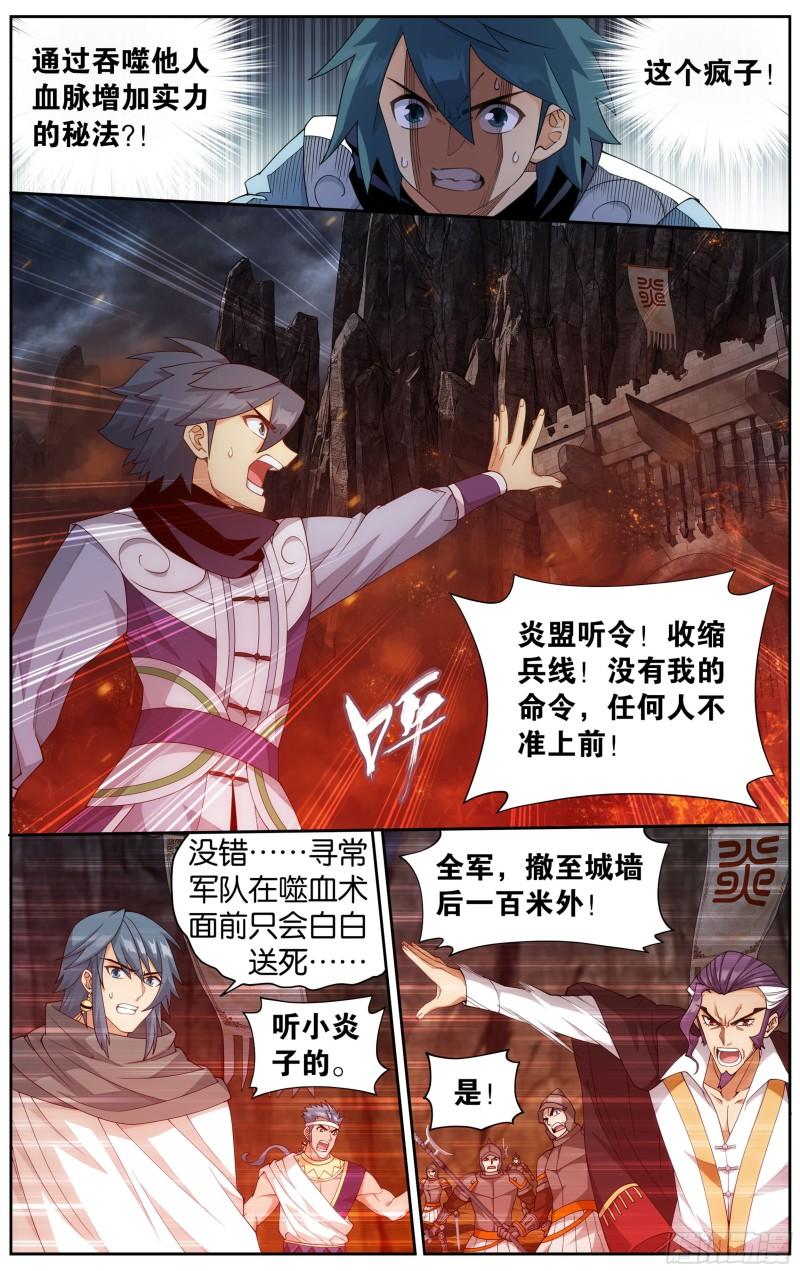 通过吞噬他人
血脉增加实力
的秘法?!
这个疯子!
炎盟听令!收缩
兵线!没有我的
命令,任何人不
准上前!
没错……寻常
军队在噬血术
面前只会白白
送死……
听小炎
子的。
全军,撤至城墙
后一百米外!
是!